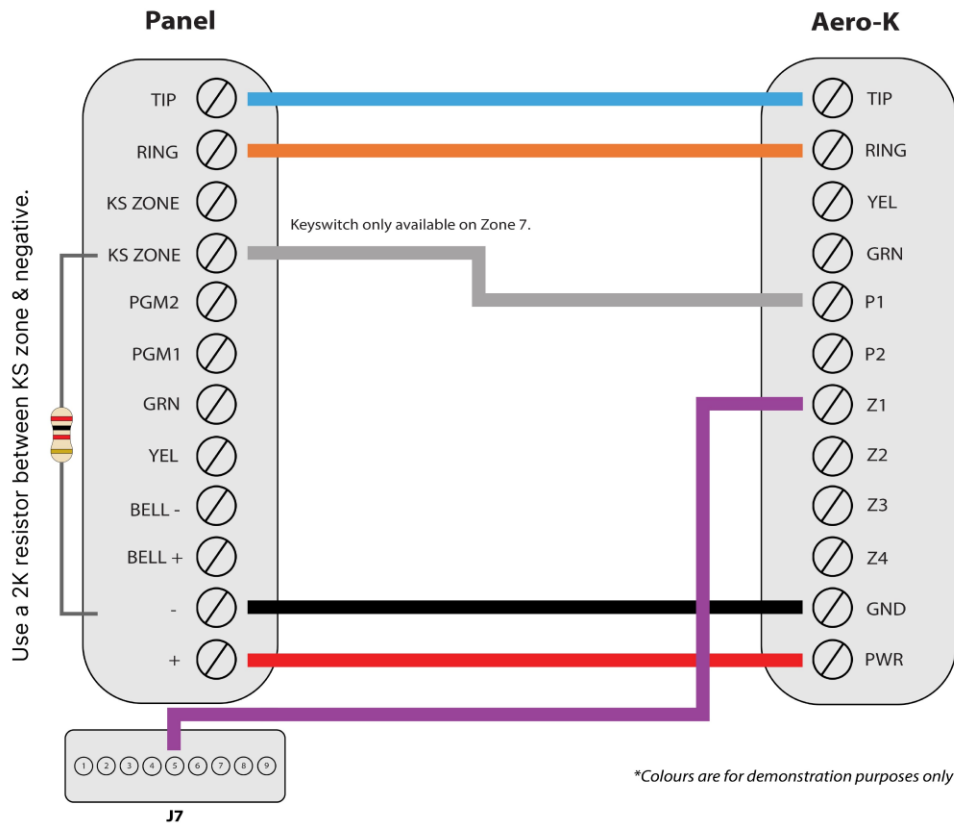 Panel
Aero-K
TIP
TIP
RING
RING
KS ZONE
YEL
Keyswitch only available on Zone 7.
KS ZONE
GRN
PGM2
P1
PGM1
P2
GRN
Z1
YEL
Z2
BELL -
Z3
BELL +
Z4
-
GND
+
PWR
Use a 2K resistor between KS zone & negative.
1 2 3 4 5 6 7 8 9
J7
*Colours are for demonstration purposes only